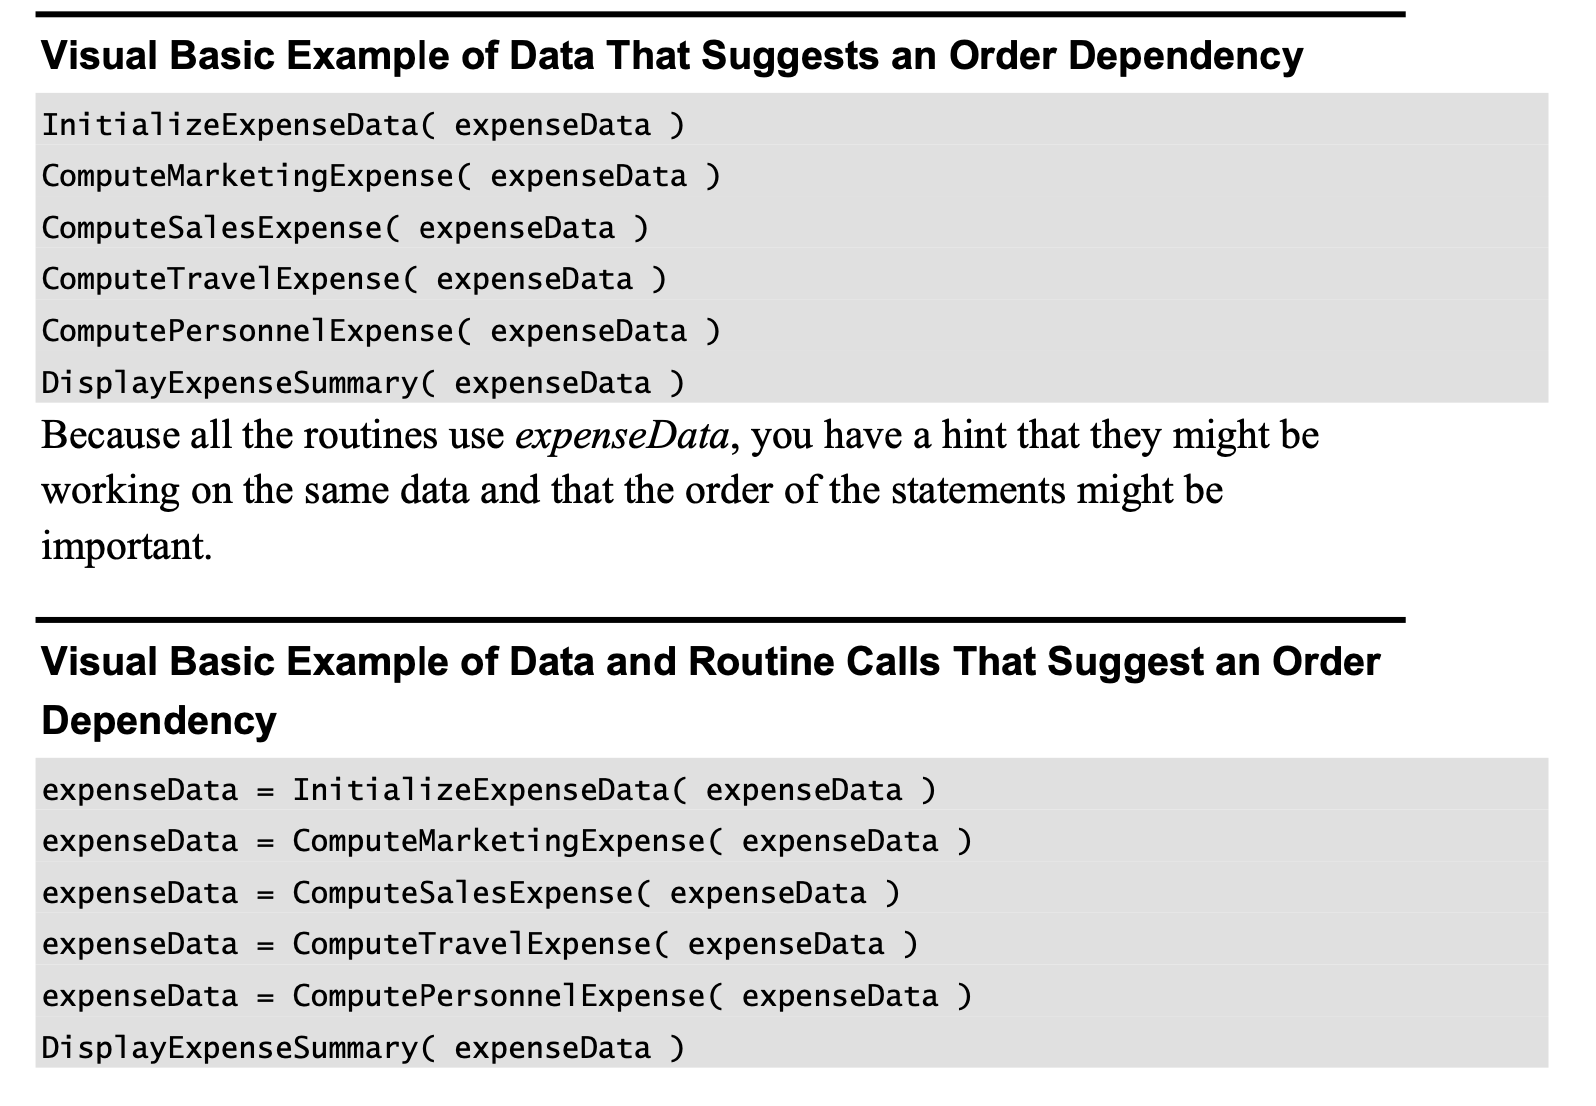 Visual Basic Example of Data That Suggests an Order Dependency
InitializeExpenseData( expenseData )
ComputeMarketingExpense( expenseData )
ComputeSalesExpense( expenseData )
ComputeTravelExpense( expenseData )
ComputePersonnelExpense( expenseData )
DisplayExpenseSummary( expenseData )
Because all the routines use expenseData, you have a hint that they might be
working on the same data and that the order of the statements might be
important.
Visual Basic Example of Data and Routine Calls That Suggest an Order
Dependency
expenseData = InitializeExpenseData( expenseData )
expenseData = ComputeMarketingExpense( expenseData )
expenseData = ComputeSalesExpense( expenseData )
expenseData = ComputeTravelExpense( expenseData )
expenseData = ComputePersonnelExpense( expenseData )
DisplayExpenseSummary( expenseData )